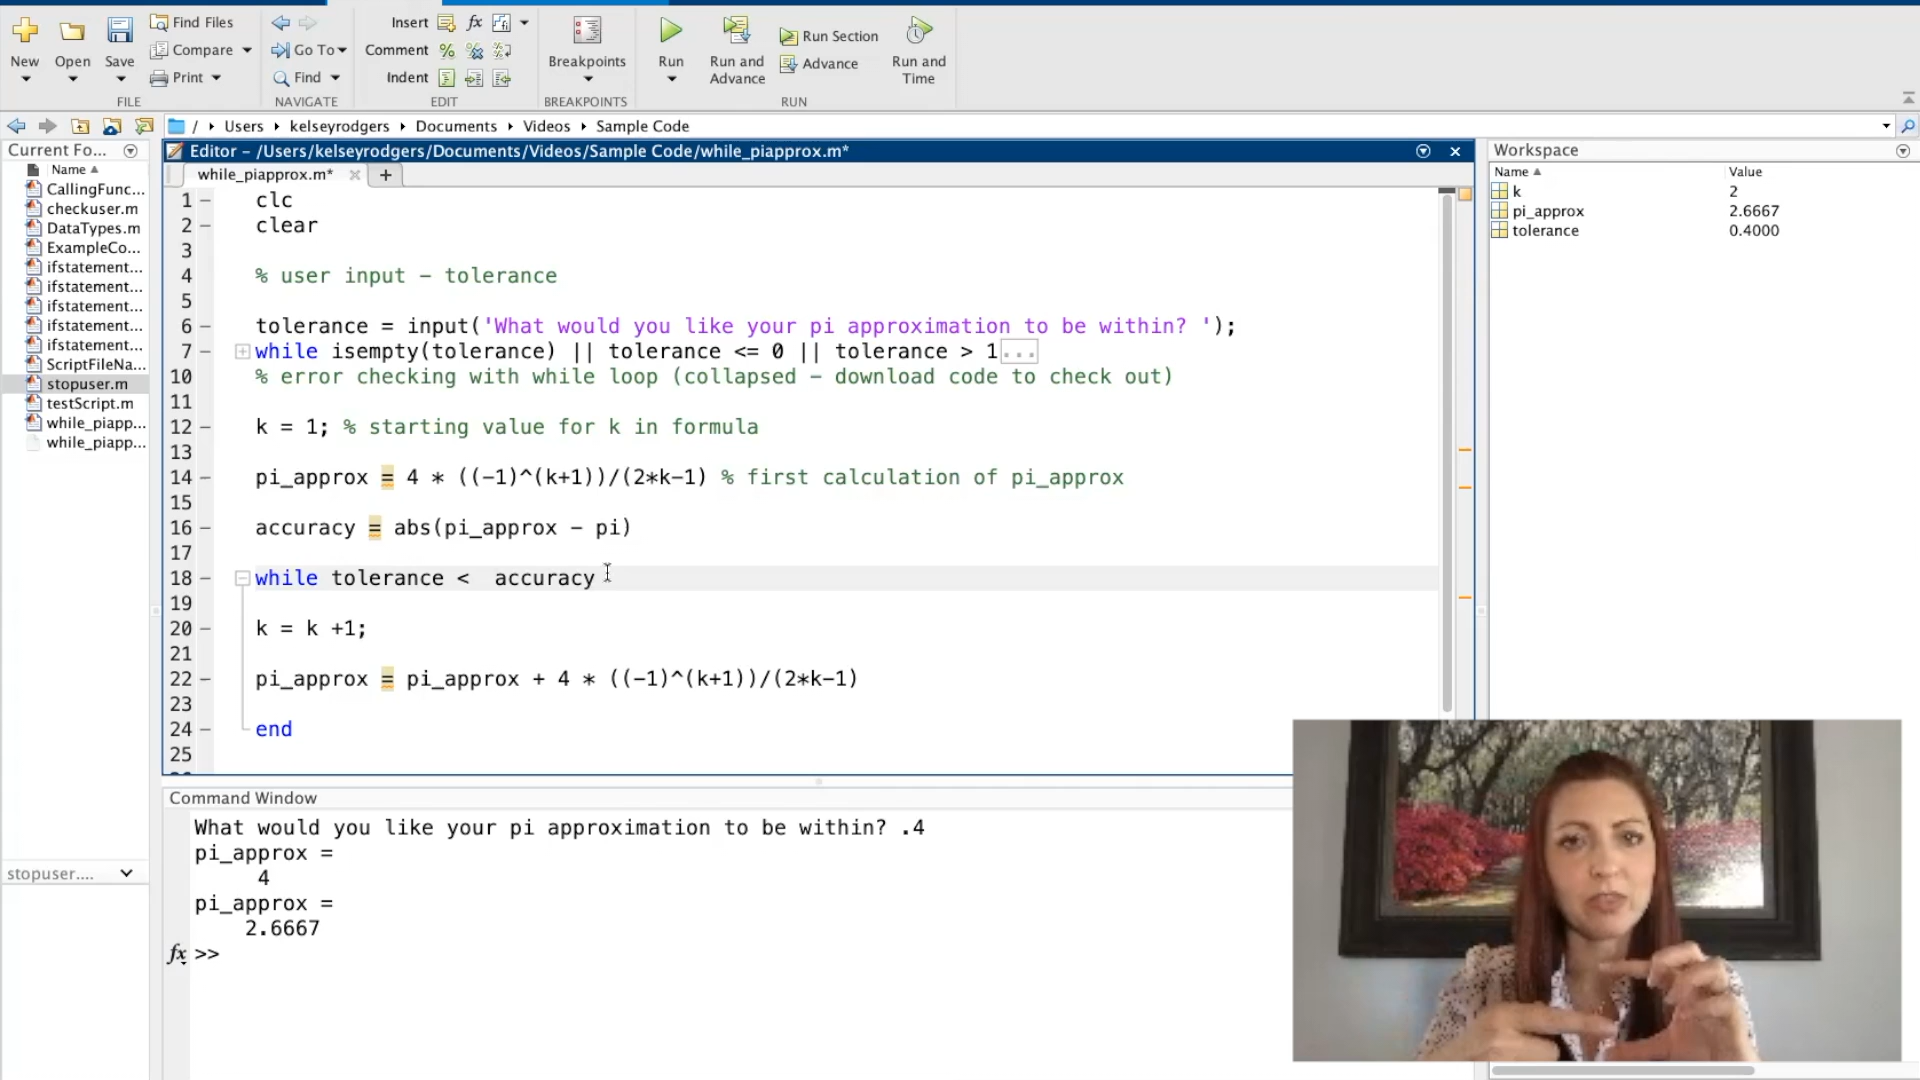 New
Open
Save
Find Files
Compare
Print
FILE
Go To
Find
NAVIGATE
Insert fx
Comment %
Indent
EDIT
Breakpoints
BREAKPOINTS
Run
Run and
Advance
Run Section
Advance
Run and
Time
RUN
/ Users kelseyrodgers Documents Videos Sample Code
Current Fo...
Name
CallingFunc...
checkuser.m
DataTypes.m
ExampleCo...
ifstatement...
ifstatement...
ifstatement...
ifstatement...
ifstatement...
ScriptFileNa...
stopuser.m
testScript.m
while_piapp...
while_piapp...
stopuser....
Editor – /Users/kelseyrodgers/Documents/Videos/Sample Code/while_piapprox.m*
while_piapprox.m* +
1 – clc
2 – clear
3
4 % user input – tolerance
5
6 – tolerance = input('What would you like your pi approximation to be within? ');
7 – while isempty(tolerance) || tolerance <= 0 || tolerance > 1...
10 % error checking with while loop (collapsed – download code to check out)
11
12 – k = 1; % starting value for k in formula
13
14 – pi_approx = 4 * ((-1)^(k+1))/(2*k-1) % first calculation of pi_approx
15
16 – accuracy = abs(pi_approx – pi)
17
18 – while tolerance <  accuracy
19
20 – k = k +1;
21
22 – pi_approx = pi_approx + 4 * ((-1)^(k+1))/(2*k-1)
23
24 – end
25
Command Window
What would you like your pi approximation to be within? .4
pi_approx =
4
pi_approx =
2.6667
fx >>
Workspace
Name Value
k 2
pi_approx 2.6667
tolerance 0.4000